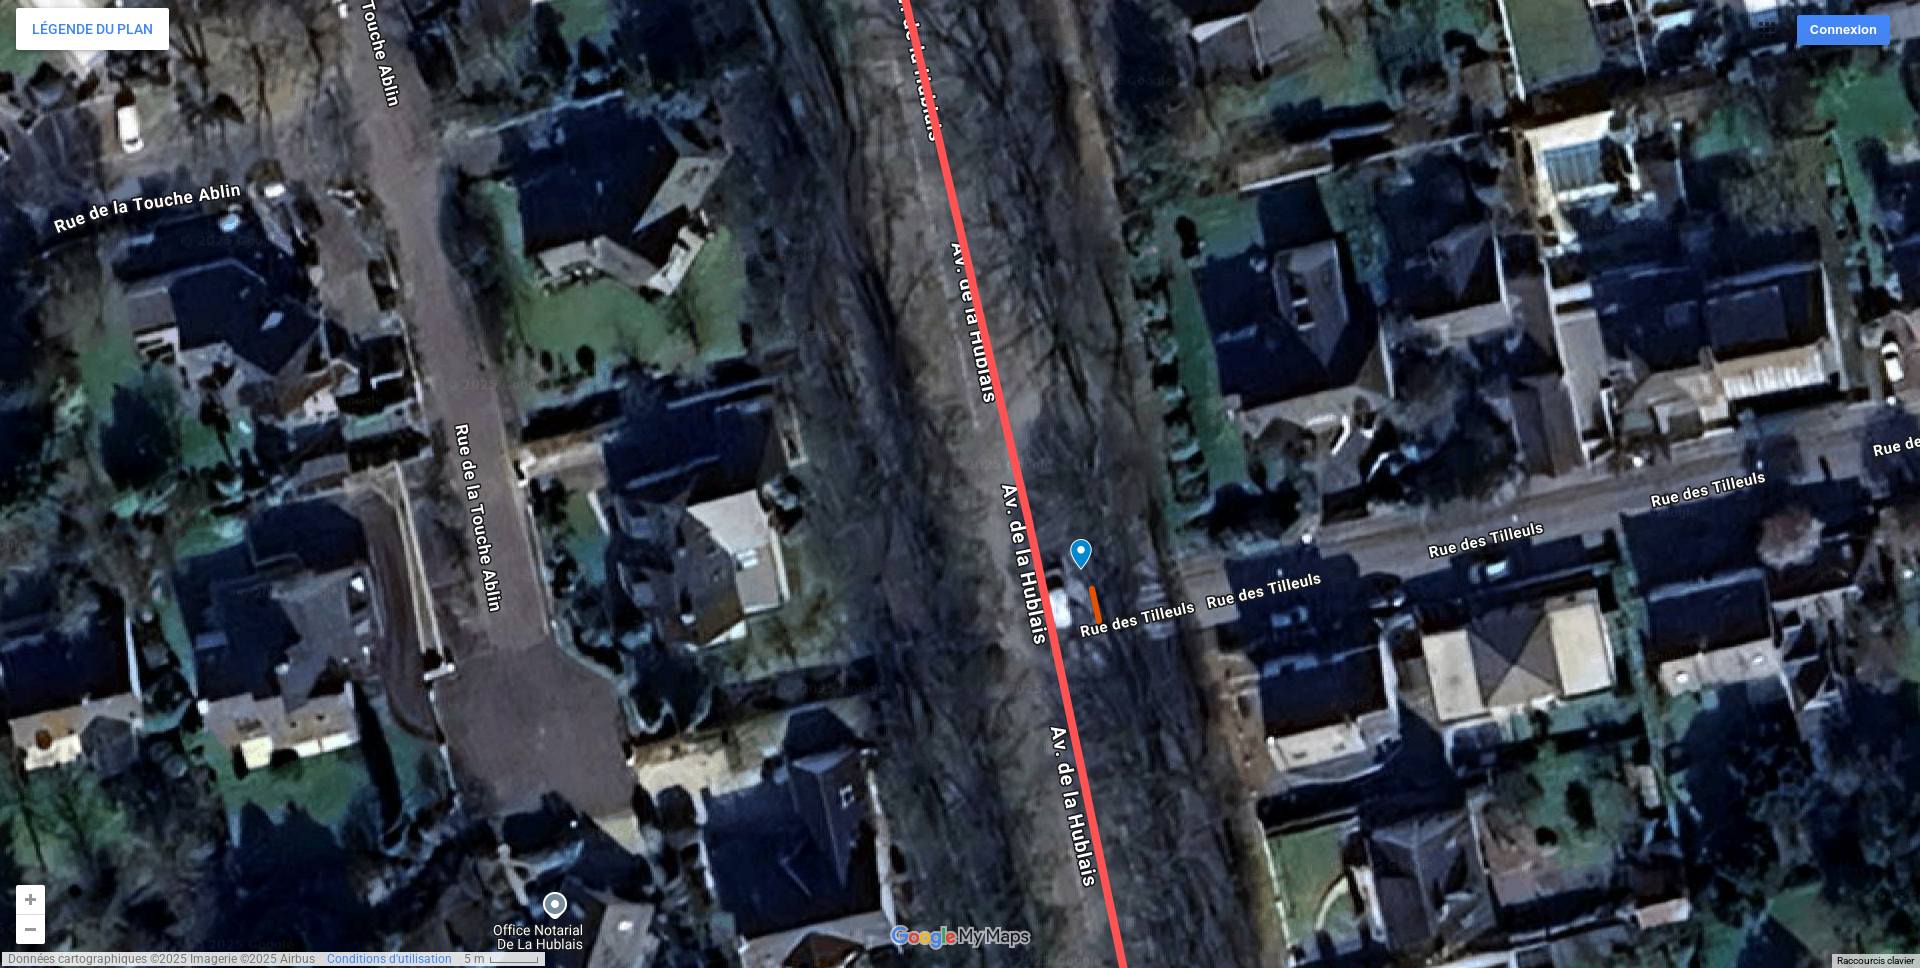 LÉGENDE DU PLAN
Connexion
Touche Ablin
de la Hublais
Rue de la Touche Ablin
Av. de la Hublais
Rue de la Touche Ablin
Rue de
Rue des Tilleuls
Av. de la Hublais
Rue des Tilleuls
Rue des Tilleuls
Rue des Tilleuls
Av. de la Hublais
Office Notarial
De La Hublais
Google My Maps
Données cartographiques ©2025 Imagerie ©2025 Airbus
Conditions d'utilisation
5 m
Raccourcis clavier